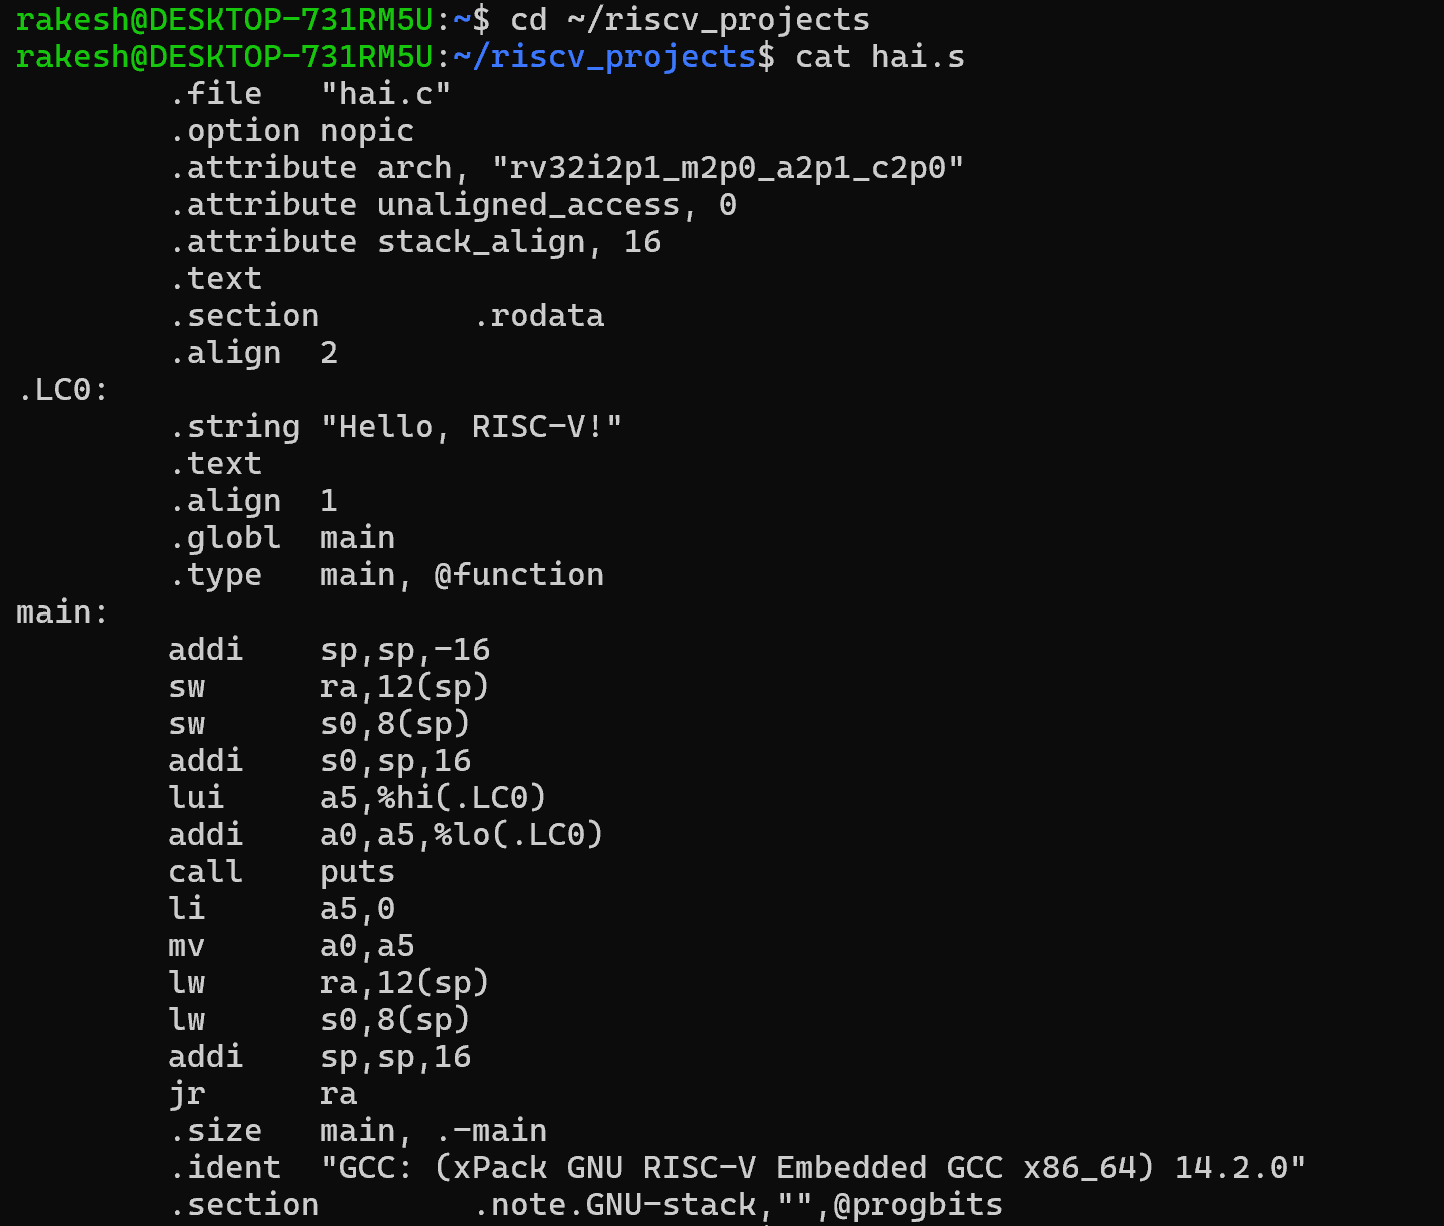 rakesh@DESKTOP-731RM5U:~$ cd ~/riscv_projects
rakesh@DESKTOP-731RM5U:~/riscv_projects$ cat hai.s
        .file   "hai.c"
        .option nopic
        .attribute arch, "rv32i2p1_m2p0_a2p1_c2p0"
        .attribute unaligned_access, 0
        .attribute stack_align, 16
        .text
        .section        .rodata
        .align  2
.LC0:
        .string "Hello, RISC-V!"
        .text
        .align  1
        .globl  main
        .type   main, @function
main:
        addi    sp,sp,-16
        sw      ra,12(sp)
        sw      s0,8(sp)
        addi    s0,sp,16
        lui     a5,%hi(.LC0)
        addi    a0,a5,%lo(.LC0)
        call    puts
        li      a5,0
        mv      a0,a5
        lw      ra,12(sp)
        lw      s0,8(sp)
        addi    sp,sp,16
        jr      ra
        .size   main, .-main
        .ident  "GCC: (xPack GNU RISC-V Embedded GCC x86_64) 14.2.0"
        .section        .note.GNU-stack,"",@progbits